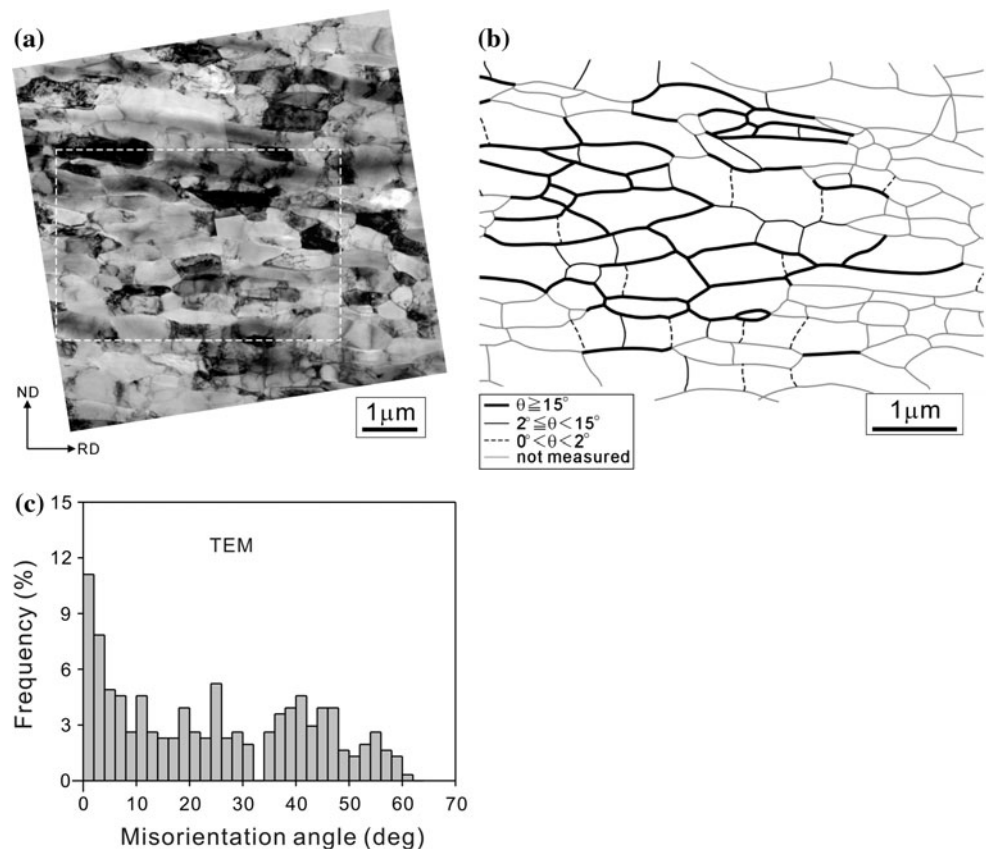 (a)
ND
RD
1μm
(b)
θ≧15°
2°≦θ<15°
0°<θ<2°
not measured
1μm
(c)
15
12
9
6
3
0
Frequency (%)
TEM
0 10 20 30 40 50 60 70
Misorientation angle (deg)